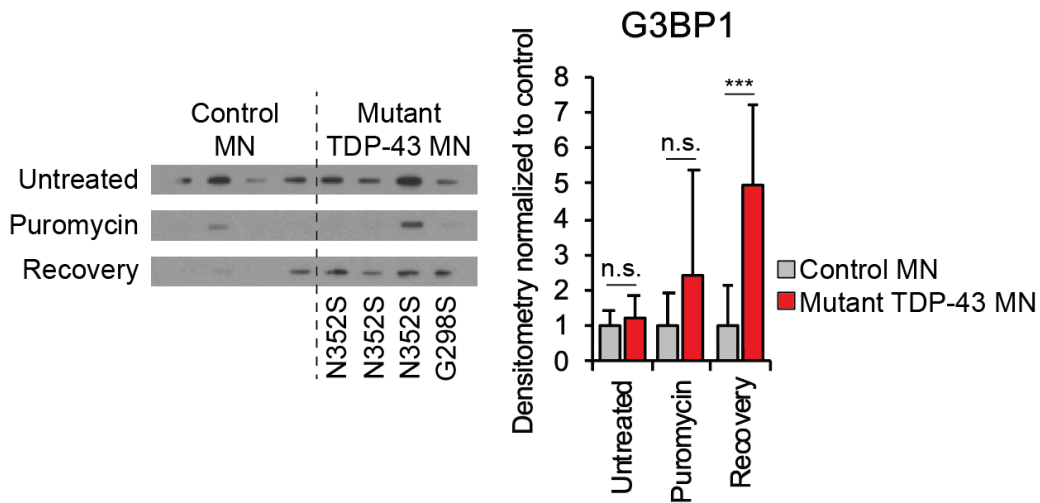 Control
MN
Mutant
TDP-43 MN
Untreated
Puromycin
Recovery
N352S
N352S
N352S
G298S
G3BP1
Densitometry normalized to control
8
7
6
5
4
3
2
1
0
n.s.
n.s.
***
Untreated
Puromycin
Recovery
Control MN
Mutant TDP-43 MN